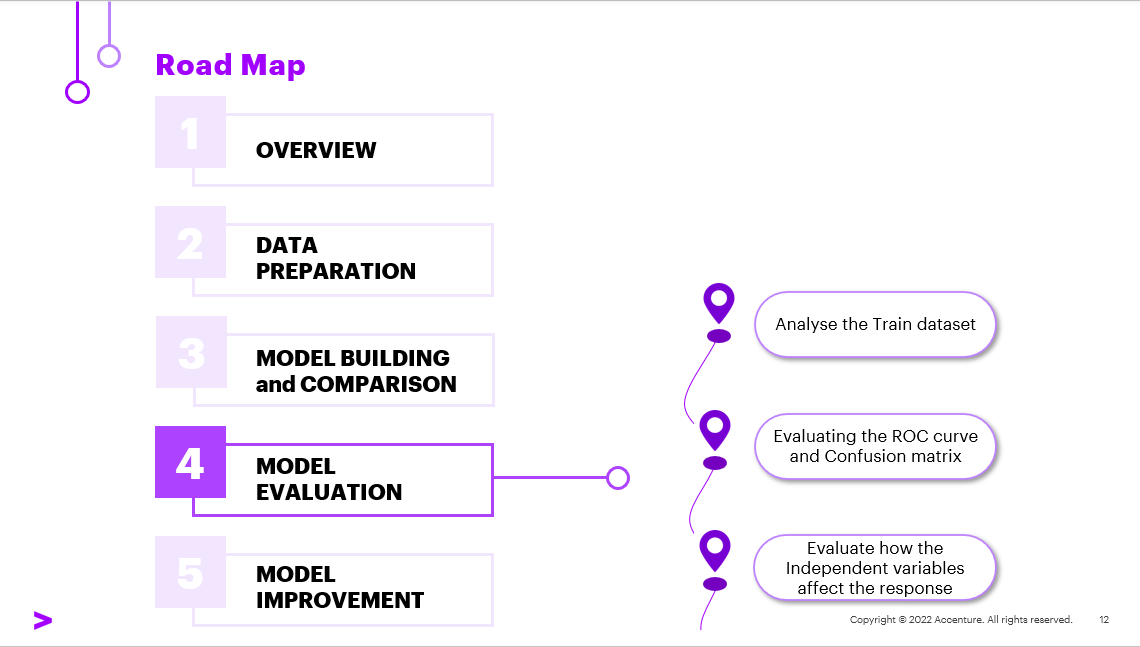 Road Map
1
OVERVIEW
2
DATA
PREPARATION
3
MODEL BUILDING
and COMPARISON
4
MODEL
EVALUATION
5
MODEL
IMPROVEMENT
Analyse the Train dataset
Evaluating the ROC curve
and Confusion matrix
Evaluate how the
Independent variables
affect the response
>
Copyright © 2022 Accenture. All rights reserved. 12